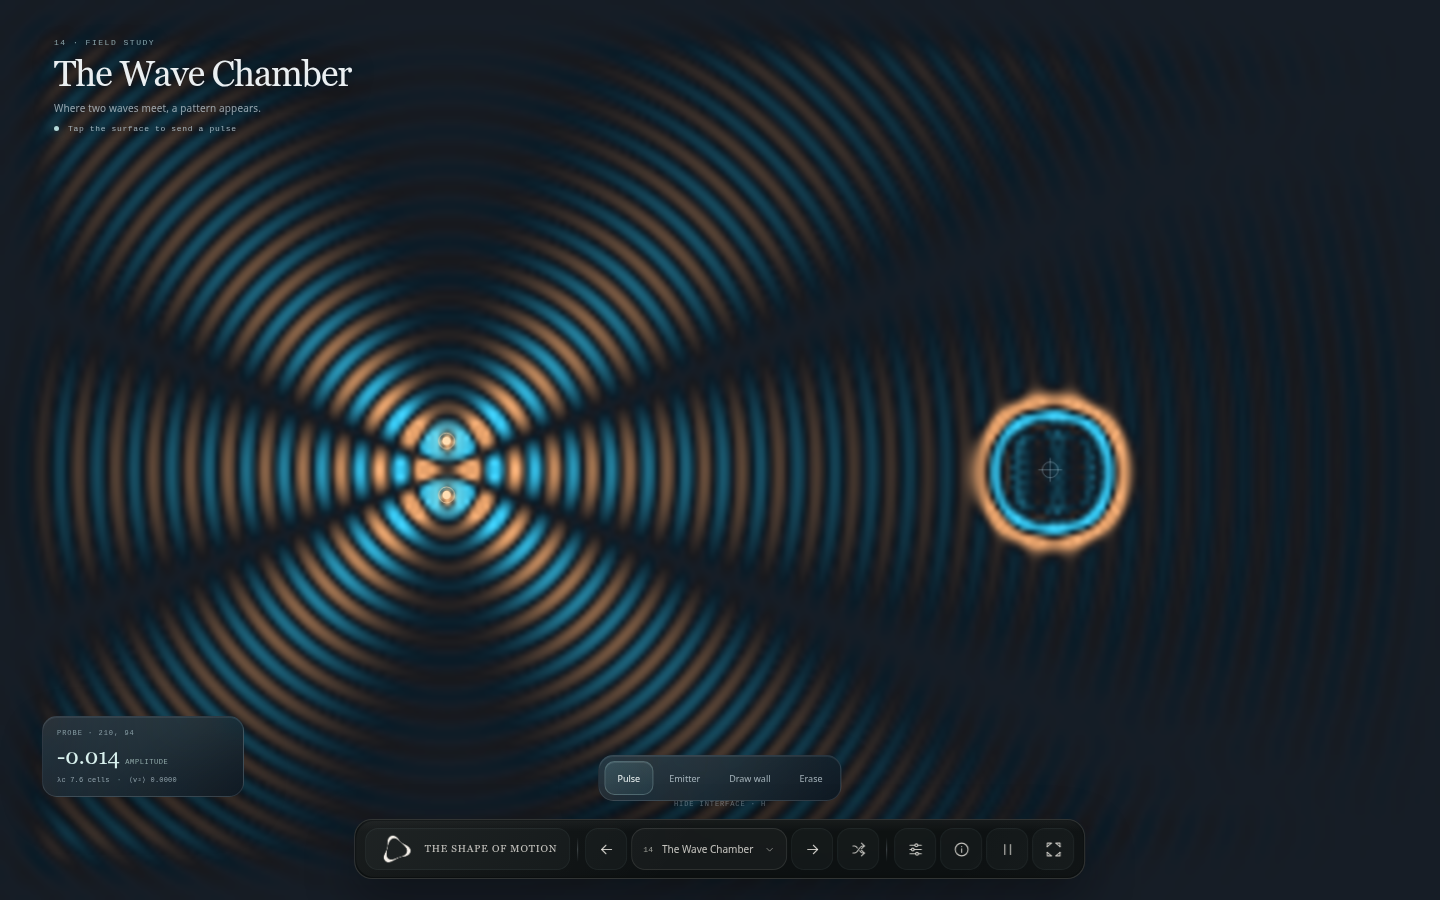 14 · FIELD STUDY
The Wave Chamber
Where two waves meet, a pattern appears.
Tap the surface to send a pulse
PROBE · 210, 94
-0.014 AMPLITUDE
λc 7.6 cells · ⟨v²⟩ 0.0000
Pulse Emitter Draw wall Erase
HIDE INTERFACE · H
THE SHAPE OF MOTION
14 The Wave Chamber